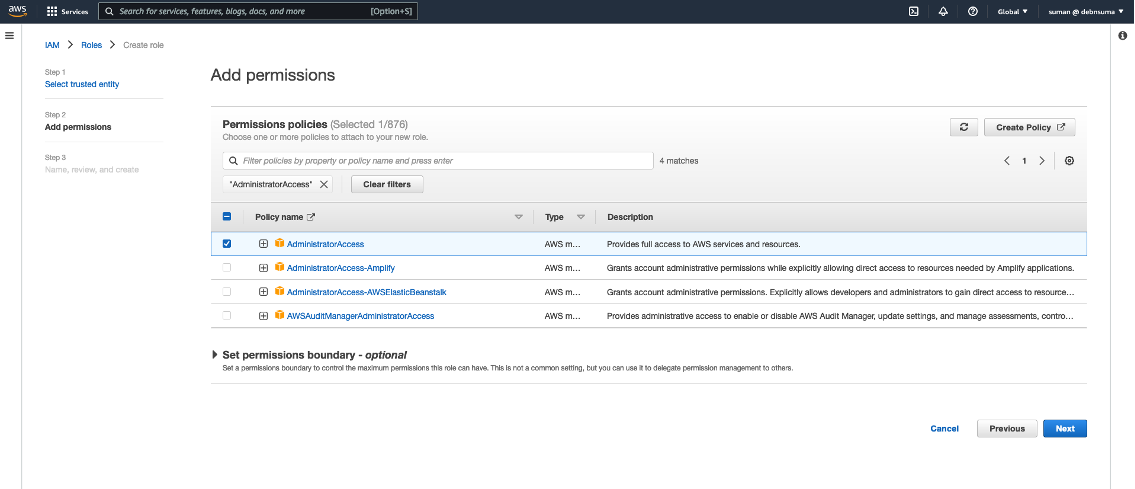 aws
Services
Search for services, features, blogs, docs, and more
[Option+S]
Global
suman @ debnsuma
IAM > Roles > Create role
Step 1
Select trusted entity
Step 2
Add permissions
Step 3
Name, review, and create
Add permissions
Permissions policies (Selected 1/876)
Choose one or more policies to attach to your new role.
Create Policy
Filter policies by property or policy name and press enter
4 matches
1
"AdministratorAccess"
Clear filters
Policy name Type Description
AdministratorAccess AWS m... Provides full access to AWS services and resources.
AdministratorAccess-Amplify AWS m... Grants account administrative permissions while explicitly allowing direct access to resources needed by Amplify applications.
AdministratorAccess-AWSElasticBeanstalk AWS m... Grants account administrative permissions. Explicitly allows developers and administrators to gain direct access to resource...
AWSAuditManagerAdministratorAccess AWS m... Provides administrative access to enable or disable AWS Audit Manager, update settings, and manage assessments, contro...
Set permissions boundary - optional
Set a permissions boundary to control the maximum permissions this role can have. This is not a common setting, but you can use it to delegate permission management to others.
Cancel
Previous
Next